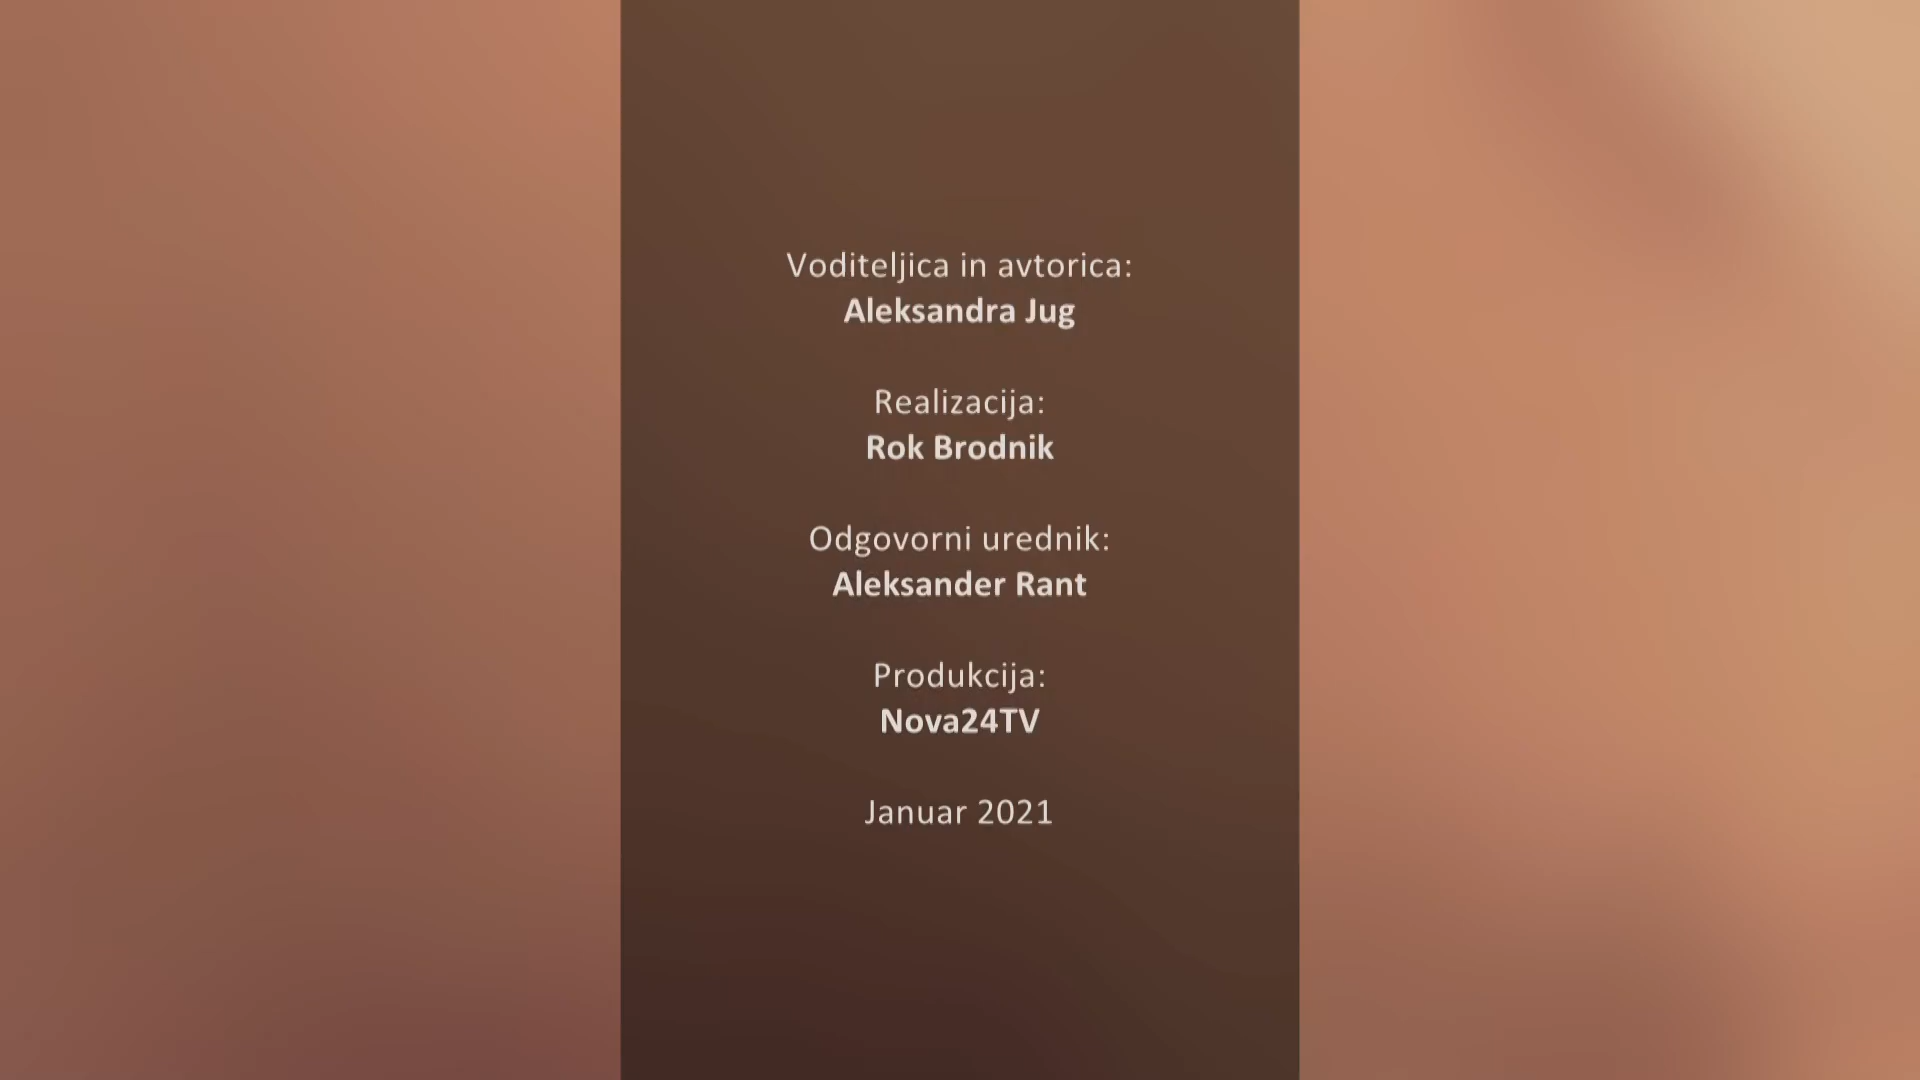 Voditeljica in avtorica:
Aleksandra Jug
Realizacija:
Rok Brodnik
Odgovorni urednik:
Aleksander Rant
Produkcija:
Nova24TV
Januar 2021